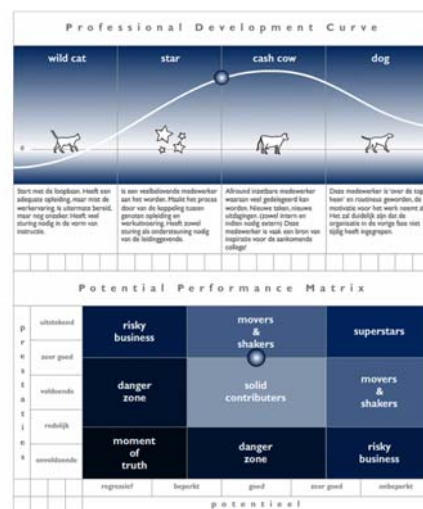 Professional Development Curve
wild cat star cash cow dog
Start met de loopbaan. Heeft een
adequate opleiding, maar mist de
werkervaring. Is uitermate bereid,
maar nog onzeker. Heeft veel
sturing nodig in de vorm van
instructie.
Is een veelbelovende medewerker
aan het worden. Maakt het proces
door van de koppeling tussen
genoten opleiding en
werkuitvoering. Heeft zowel
sturing als ondersteuning nodig
van de leidinggevende.
Allround inzetbare medewerker
waaraan veel gedelegeerd kan
worden. Nieuwe taken, nieuwe
uitdagingen. (zowel intern en
indien nodig extern) Deze
medewerker is vaak een bron van
inspiratie voor de aankomende
collega!
Deze medewerker is 'over de top
heen' en routineus geworden, de
motivatie voor het werk neemt
Het zal duidelijk zijn dat de
organisatie in de vorige fase niet
tijdig heeft ingegrepen.
Potential Performance Matrix
prestaties
uitstekend
zeer goed
voldoende
redelijk
onvoldoende
risky
business
movers
&
shakers
superstars
danger
zone
solid
contributers
movers
&
shakers
moment
of
truth
danger
zone
risky
business
regressief beperkt goed zeer goed onbeperkt
potentieel